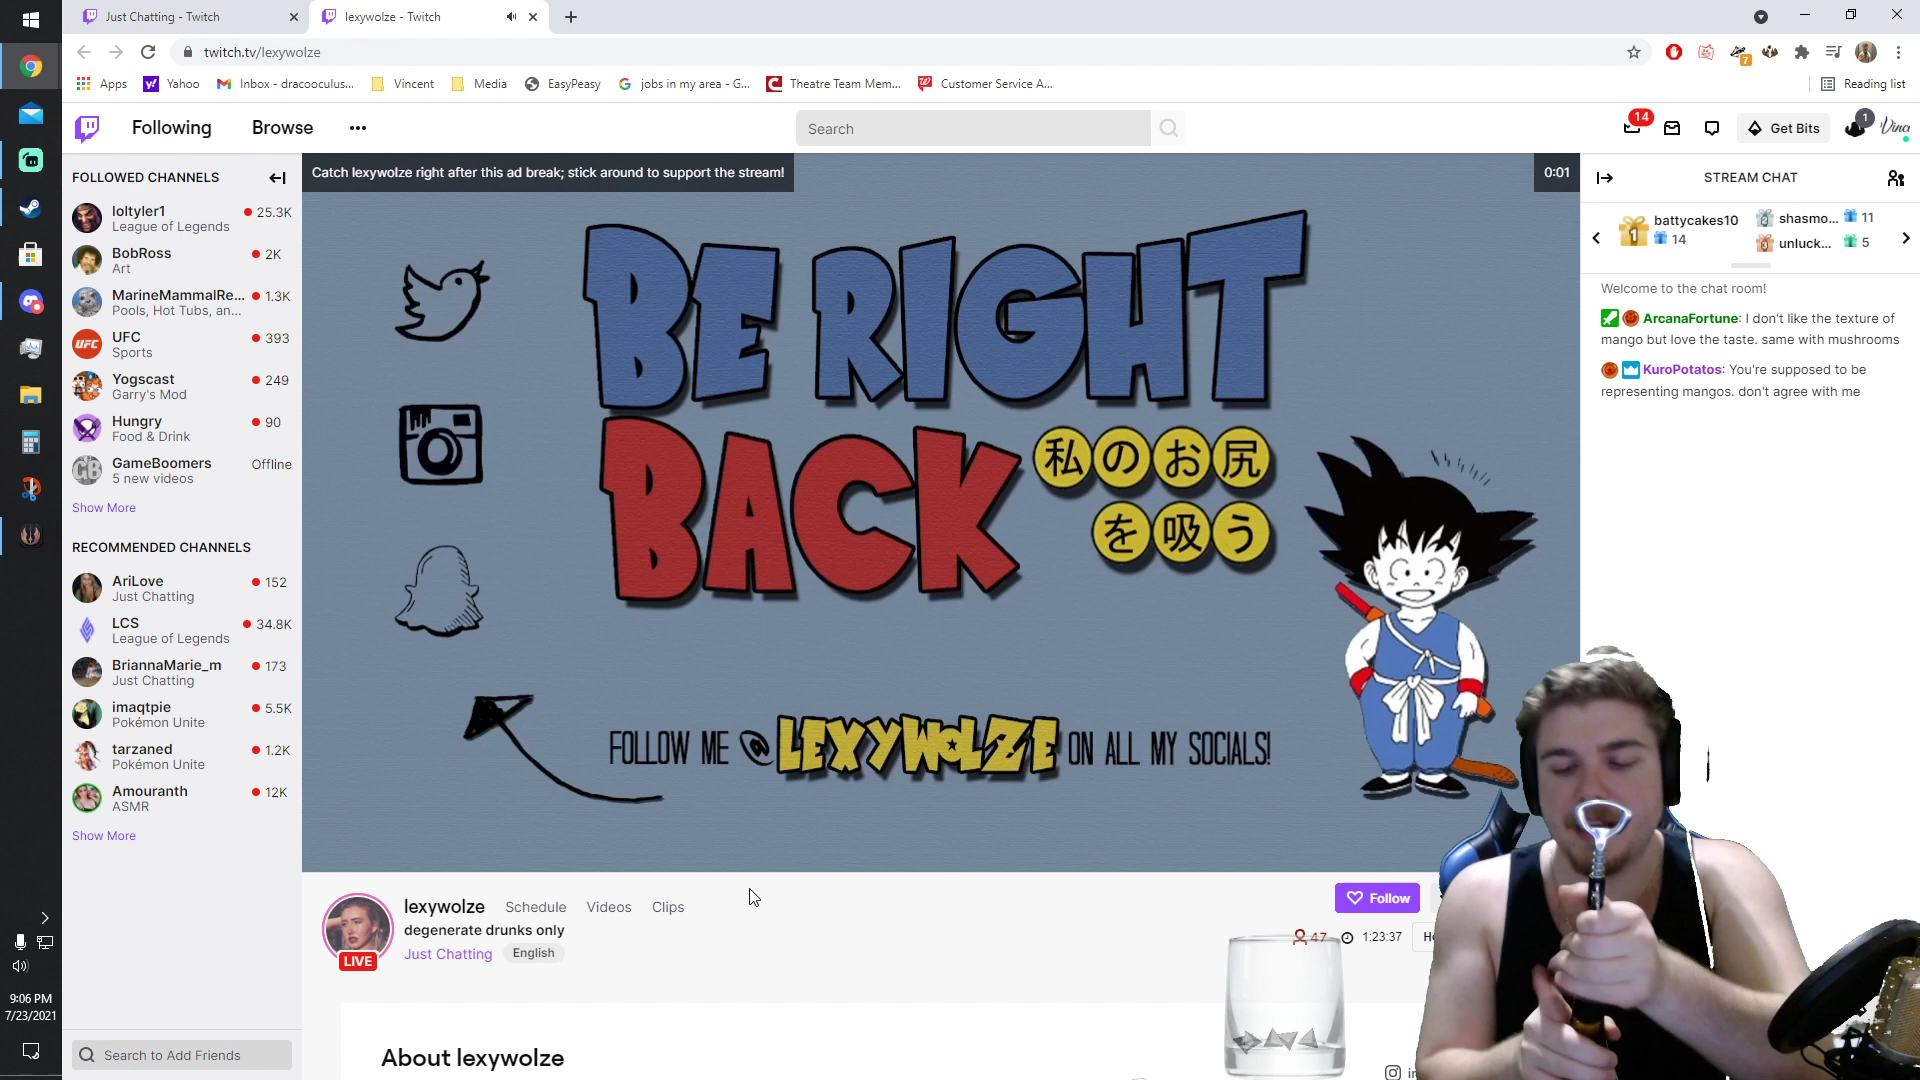 Just Chatting - Twitch
lexywolze - Twitch
twitch.tv/lexywolze
7
Apps
Yahoo
Inbox - dracooculus...
Vincent
Media
EasyPeasy
jobs in my area - G...
Theatre Team Mem...
Customer Service A...
Reading list
Following
Browse
Search
14
Get Bits
1
FOLLOWED CHANNELS
loltyler1
25.3K
League of Legends
BobRoss
2K
Art
MarineMammalRe...
1.3K
Pools, Hot Tubs, an...
UFC
UFC
393
Sports
Yogscast
249
Garry's Mod
Hungry
90
Food & Drink
GameBoomers
Offline
5 new videos
Show More
RECOMMENDED CHANNELS
AriLove
152
Just Chatting
LCS
34.8K
League of Legends
BriannaMarie_m
173
Just Chatting
imaqtpie
5.5K
Pokémon Unite
tarzaned
1.2K
Pokémon Unite
Amouranth
12K
ASMR
Show More
Search to Add Friends
9:06 PM
7/23/2021
Catch lexywolze right after this ad break; stick around to support the stream!
0:01
BE RIGHT
BACK
私のお尻
を吸う
FOLLOW ME @LEXYWOLZE ON ALL MY SOCIALS!
lexywolze
Schedule
Videos
Clips
degenerate drunks only
Just Chatting
English
LIVE
Follow
47
1:23:37
About lexywolze
STREAM CHAT
1
battycakes10
14
2
shasmo...
11
3
unluck...
5
Welcome to the chat room!
ArcanaFortune: I don't like the texture of
mango but love the taste. same with mushrooms
KuroPotatos: You're supposed to be
representing mangos. don't agree with me